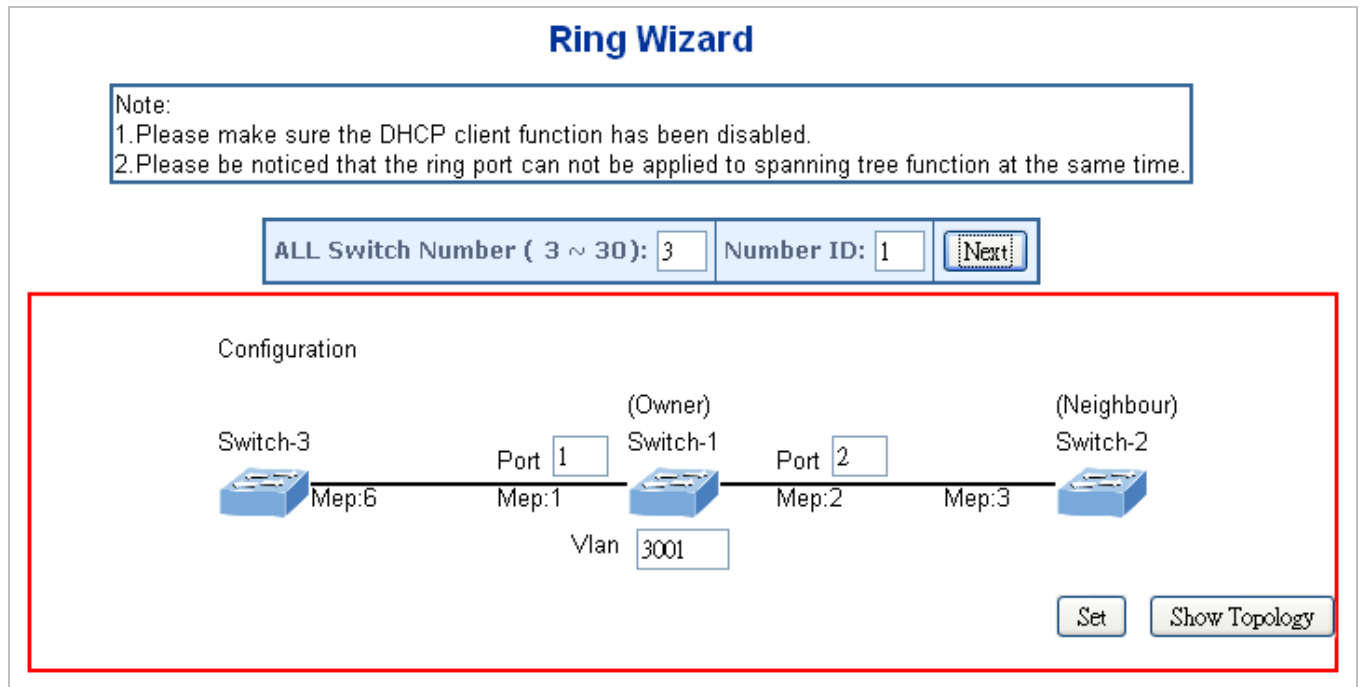 Ring Wizard
Note:
1.Please make sure the DHCP client function has been disabled.
2.Please be noticed that the ring port can not be applied to spanning tree function at the same time.
ALL Switch Number ( 3 ~ 30): 3 Number ID: 1 Next
Configuration
(Owner) (Neighbour)
Switch-3 Port 1 Switch-1 Port 2 Switch-2
Mep:6 Mep:1 Mep:2 Mep:3
Vlan 3001
Set Show Topology